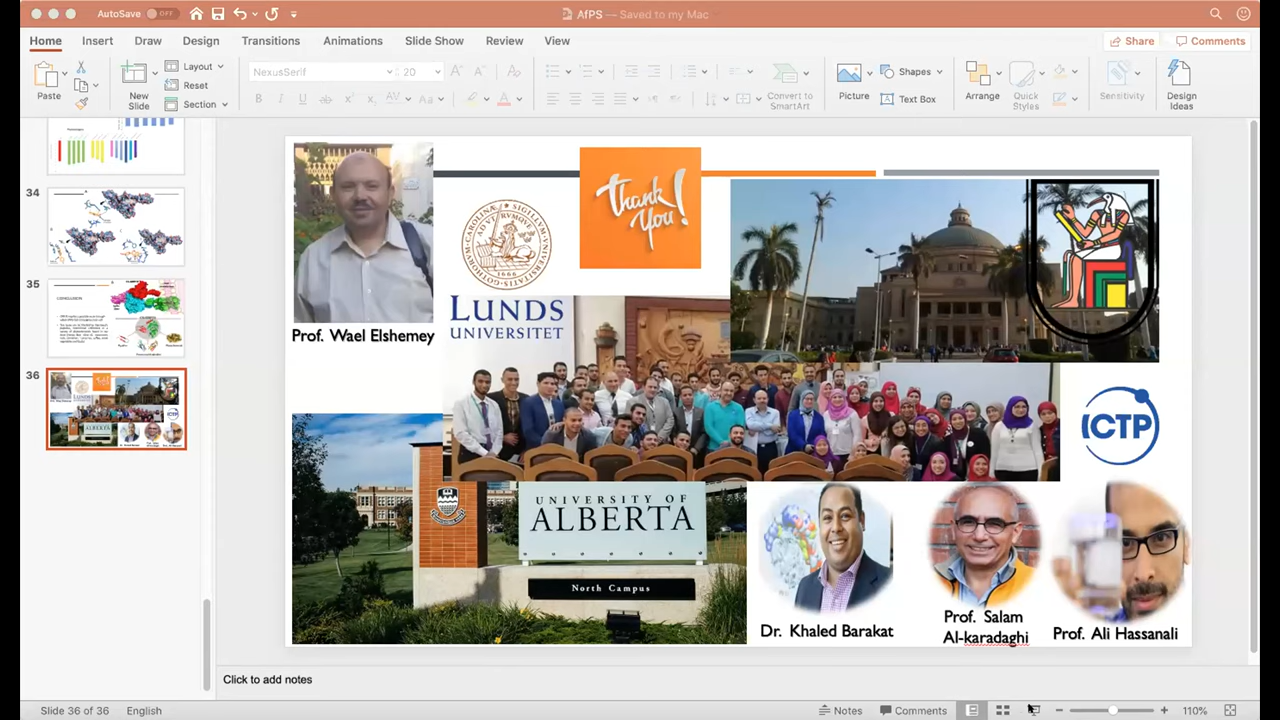 AutoSave OFF
AfPS — Saved to my Mac
Home Insert Draw Design Transitions Animations Slide Show Review View
Share Comments
Paste
New
Slide
Layout
Reset
Section
NexusSerif 20
Convert to
SmartArt
Picture
Shapes
Text Box
Arrange
Quick
Styles
Sensitivity
Design
Ideas
34
35
36
CONCLUSION
Thank
You!
SIGILLVM
1666
LUNDS
UNIVERSITET
Prof. Wael Elshemey
ICTP
UNIVERSITY OF
ALBERTA
North Campus
Dr. Khaled Barakat
Prof. Salam
Al-karadaghi
Prof. Ali Hassanali
Click to add notes
Slide 36 of 36 English
Notes Comments 110%